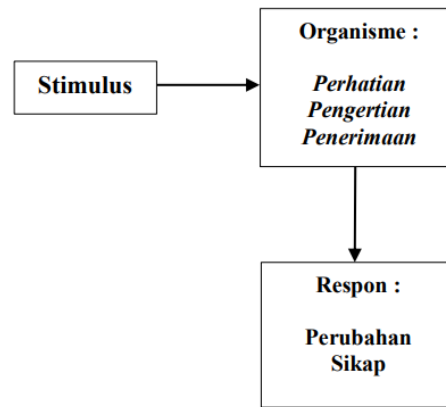 Stimulus
Organisme :
Perhatian
Pengertian
Penerimaan
Respon :
Perubahan
Sikap